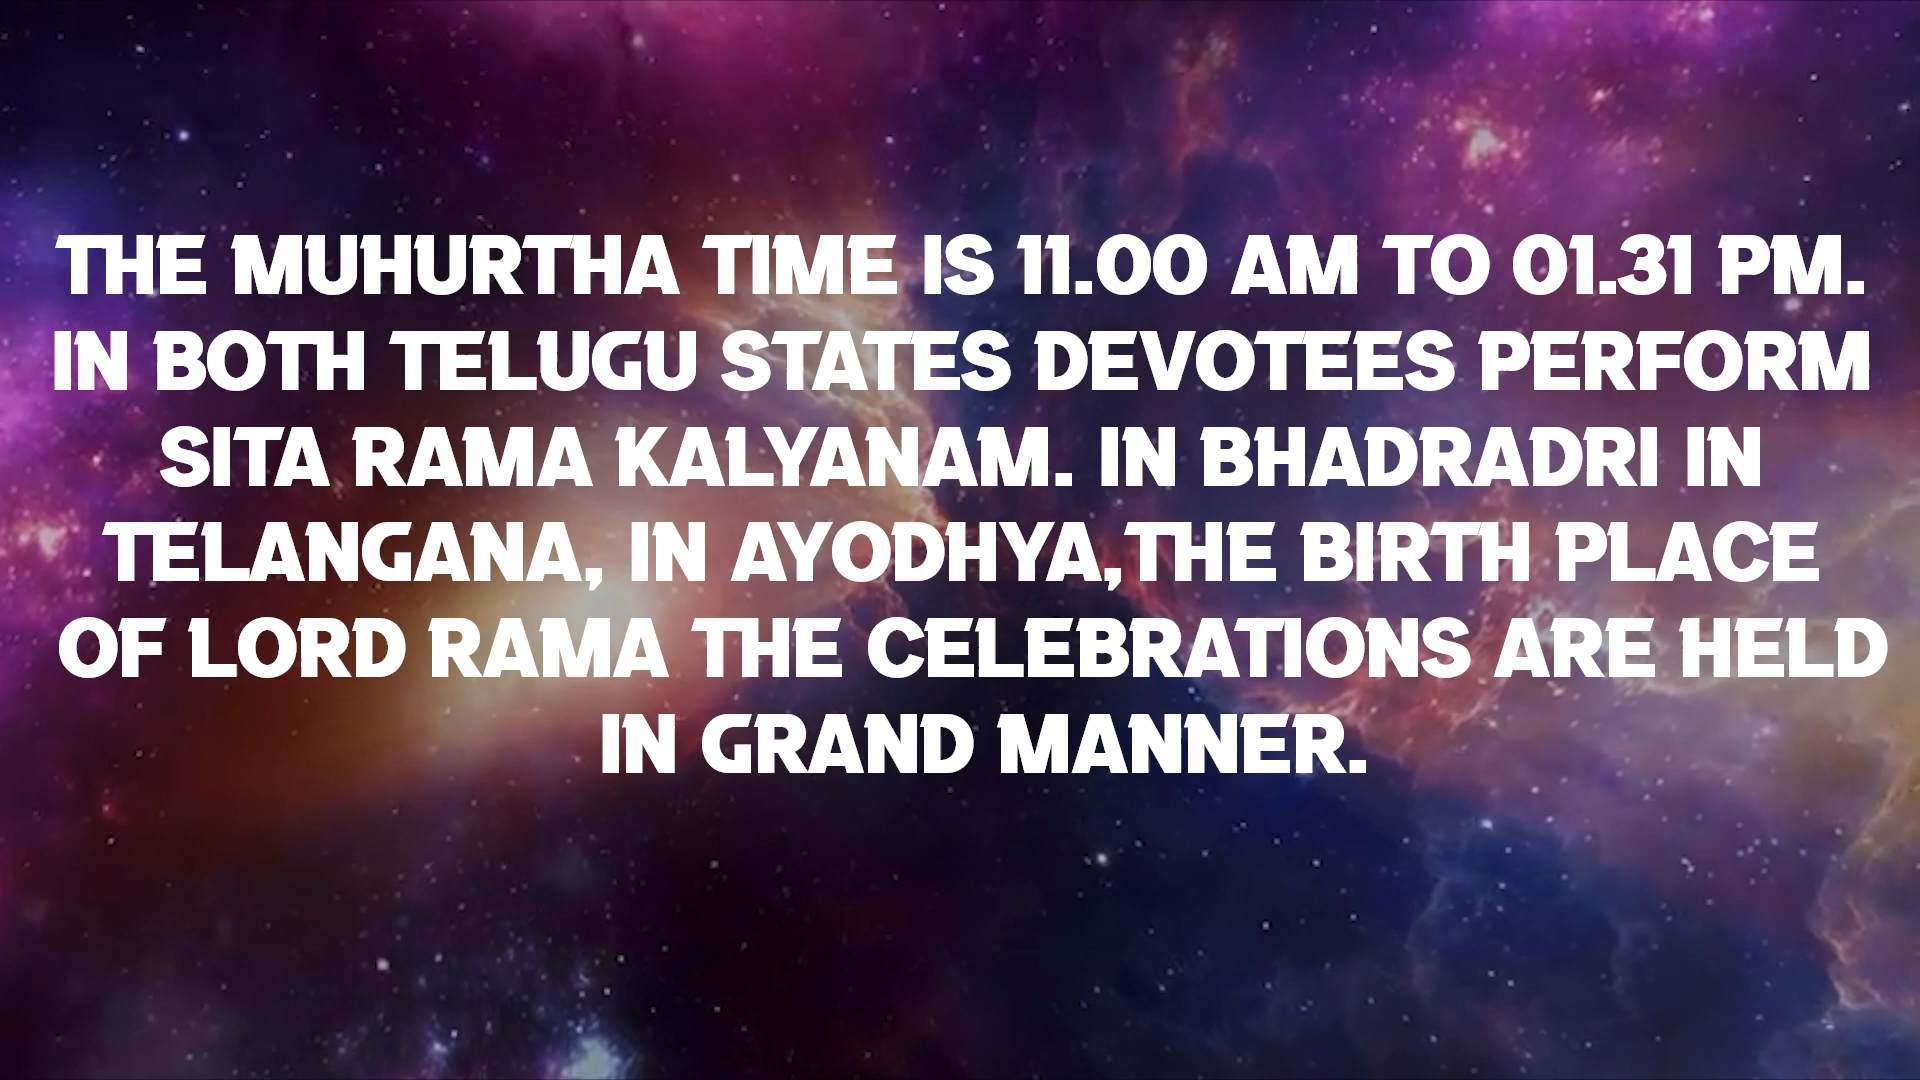 THE MUHURTHA TIME IS 11.00 AM TO 01.31 PM.
IN BOTH TELUGU STATES DEVOTEES PERFORM
SITA RAMA KALYANAM. IN BHADRADRI IN
TELANGANA, IN AYODHYA,THE BIRTH PLACE
OF LORD RAMA THE CELEBRATIONS ARE HELD
IN GRAND MANNER.